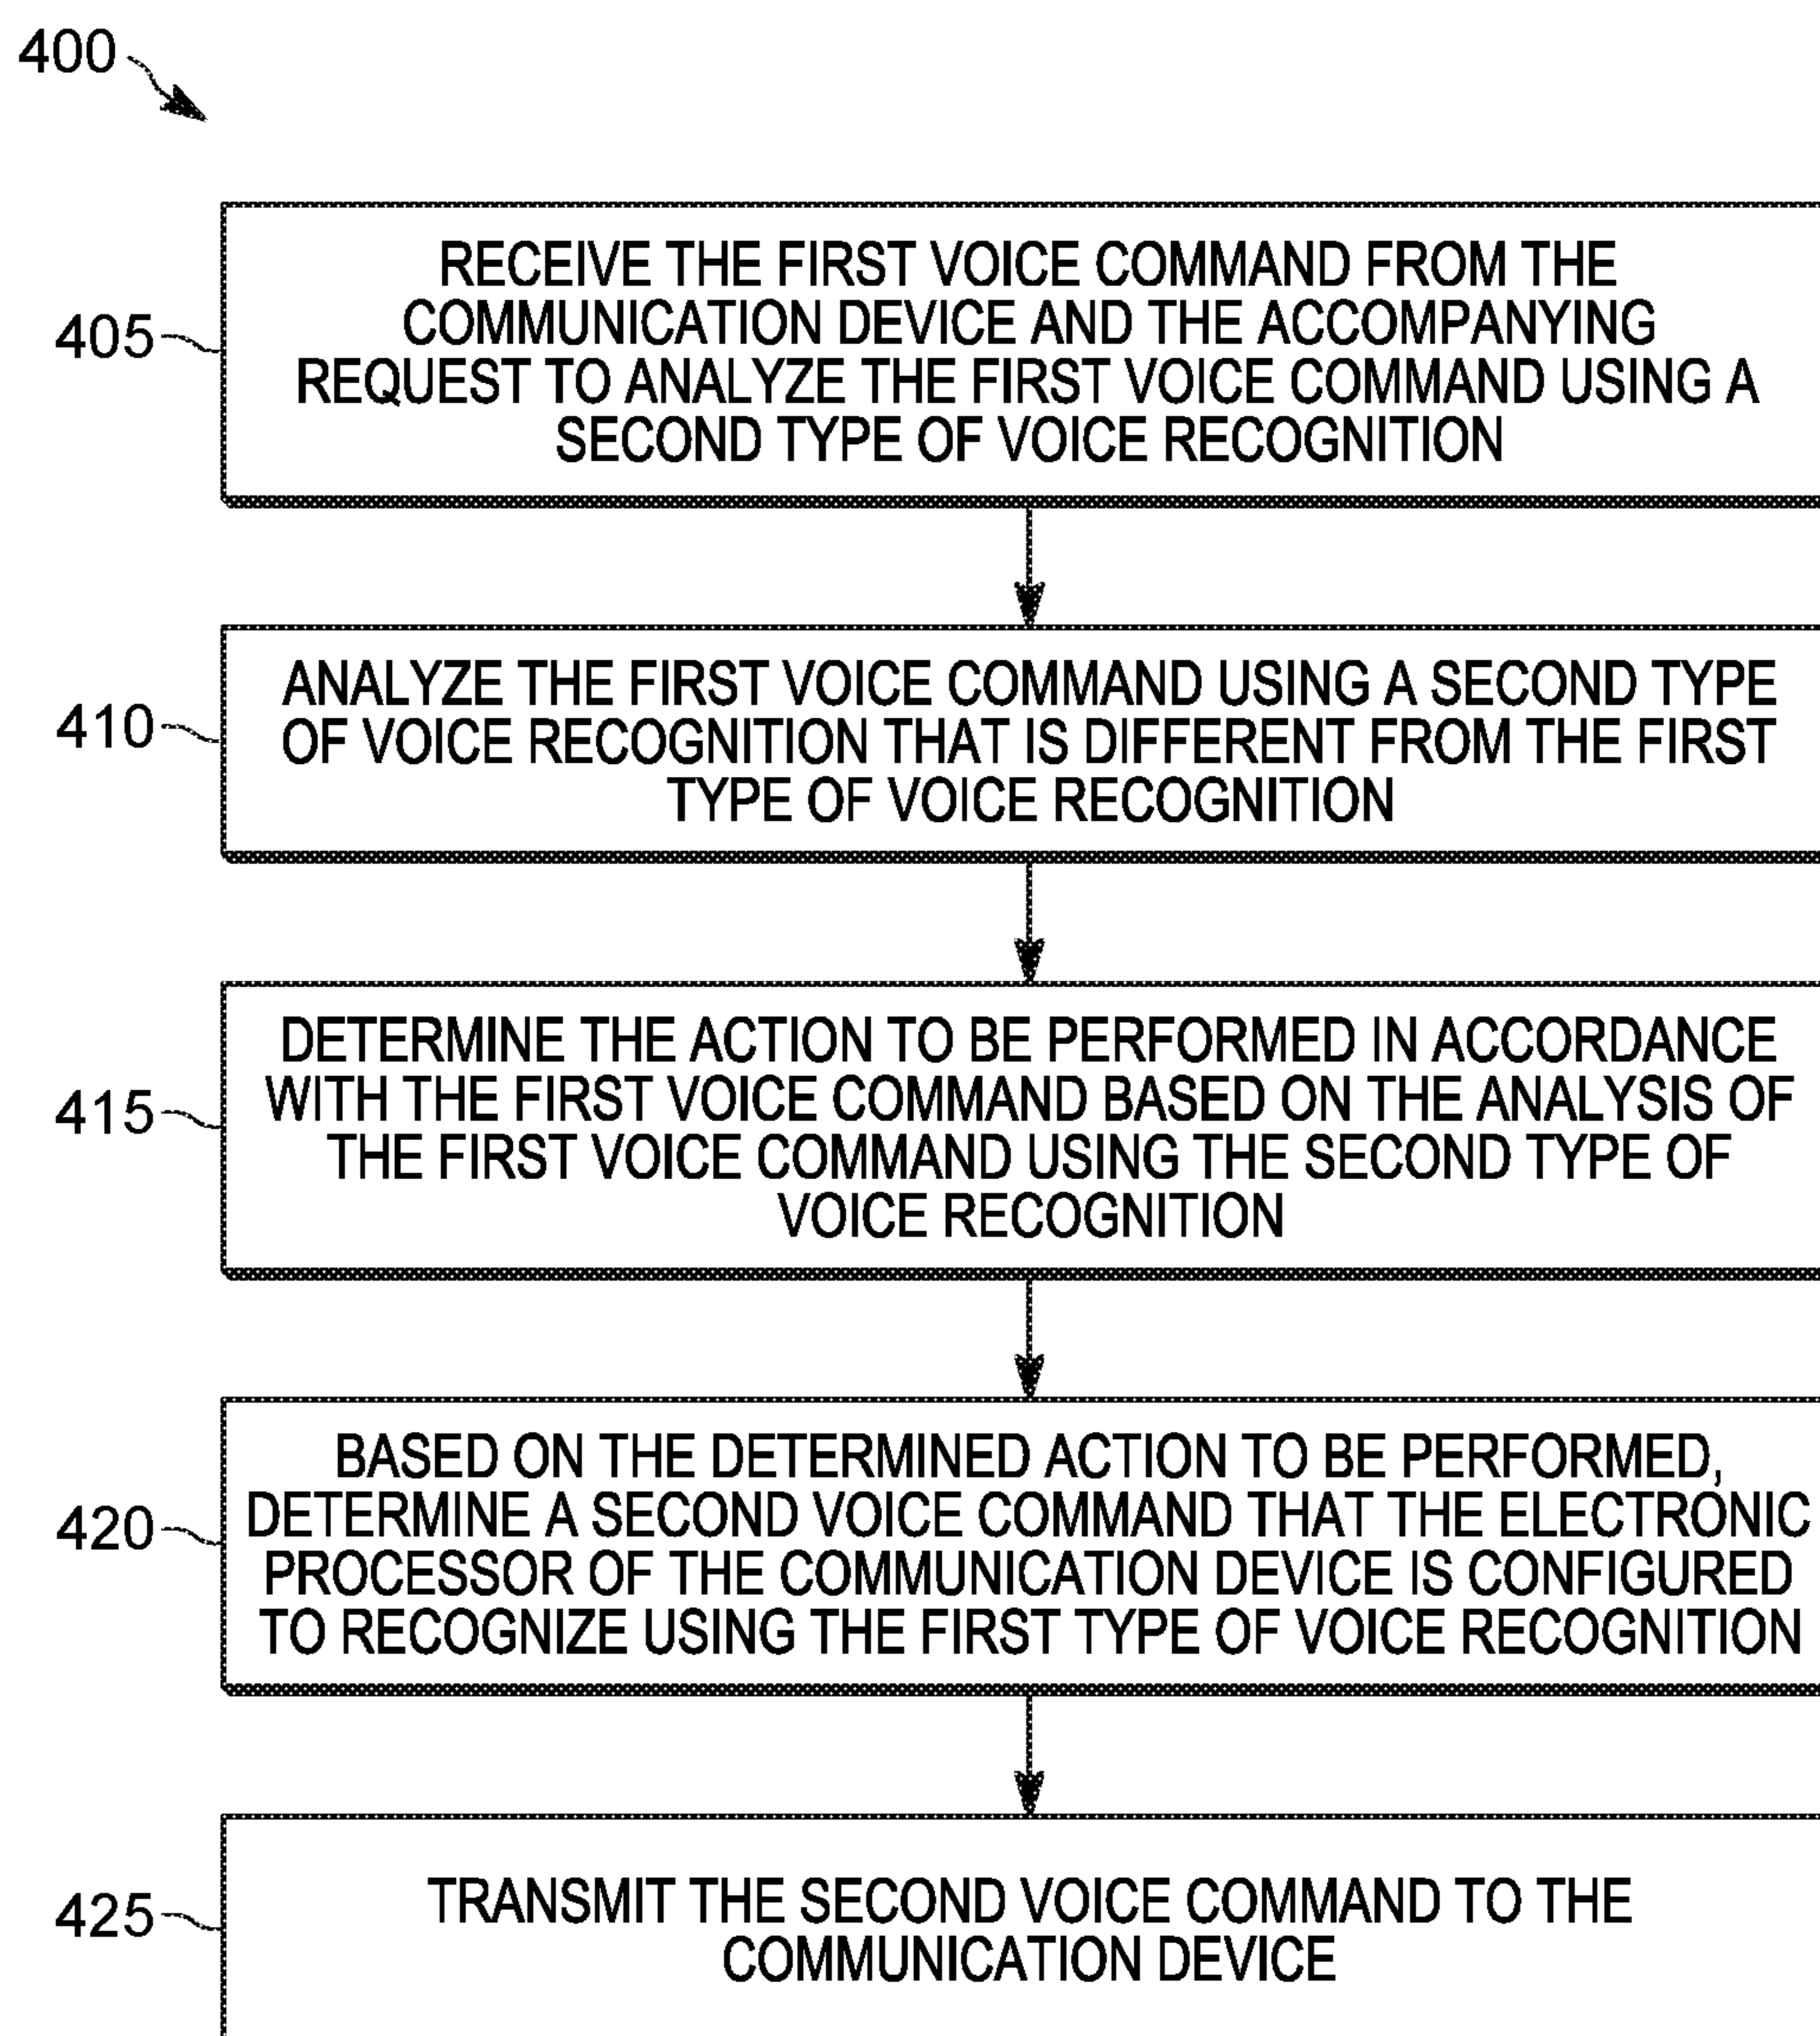 400
RECEIVE THE FIRST VOICE COMMAND FROM THE
COMMUNICATION DEVICE AND THE ACCOMPANYING
REQUEST TO ANALYZE THE FIRST VOICE COMMAND USING A
SECOND TYPE OF VOICE RECOGNITION
405
ANALYZE THE FIRST VOICE COMMAND USING A SECOND TYPE
OF VOICE RECOGNITION THAT IS DIFFERENT FROM THE FIRST
TYPE OF VOICE RECOGNITION
410
DETERMINE THE ACTION TO BE PERFORMED IN ACCORDANCE
WITH THE FIRST VOICE COMMAND BASED ON THE ANALYSIS OF
THE FIRST VOICE COMMAND USING THE SECOND TYPE OF
VOICE RECOGNITION
415
BASED ON THE DETERMINED ACTION TO BE PERFORMED,
DETERMINE A SECOND VOICE COMMAND THAT THE ELECTRONIC
PROCESSOR OF THE COMMUNICATION DEVICE IS CONFIGURED
TO RECOGNIZE USING THE FIRST TYPE OF VOICE RECOGNITION
420
TRANSMIT THE SECOND VOICE COMMAND TO THE
COMMUNICATION DEVICE
425